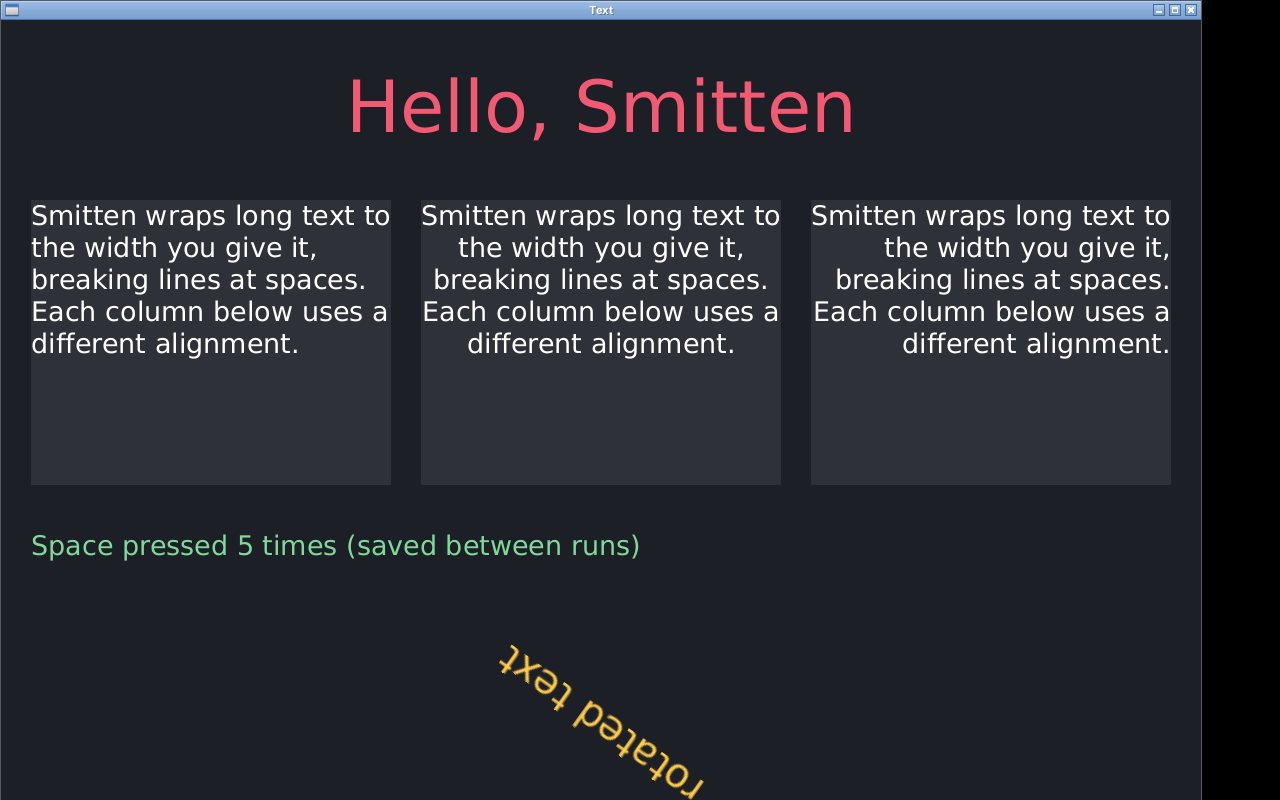 Text
Hello, Smitten
Smitten wraps long text to
the width you give it,
breaking lines at spaces.
Each column below uses a
different alignment.
Smitten wraps long text to
the width you give it,
breaking lines at spaces.
Each column below uses a
different alignment.
Smitten wraps long text to
the width you give it,
breaking lines at spaces.
Each column below uses a
different alignment.
Space pressed 5 times (saved between runs)
rotated text